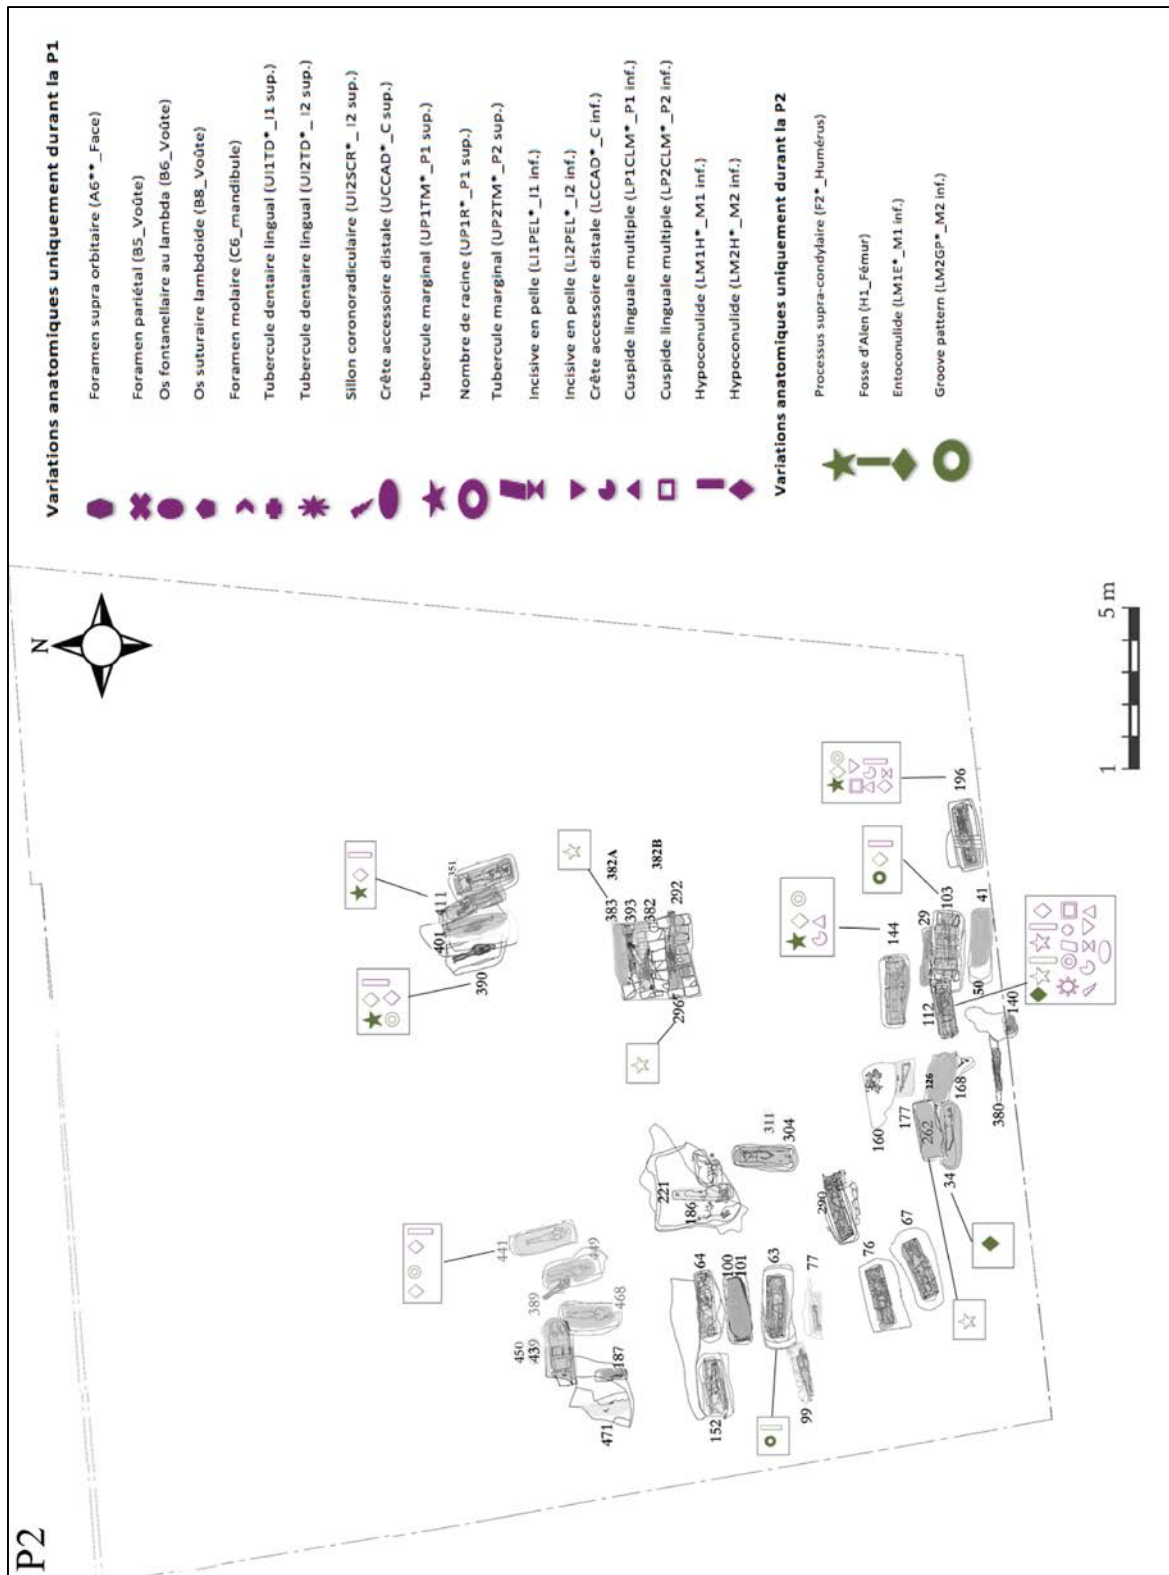 P2
N
Variations anatomiques uniquement durant la P1
Foramen supra orbitaire (A6**_Face)
Foramen pariétal (B5_Voûte)
Os fontanellaire au lambda (B6_Voûte)
Os suturaire lambdoide (B8_Voûte)
Foramen molaire (C6_mandibule)
Tubercule dentaire lingual (UI1TD*_I1 sup.)
Tubercule dentaire lingual (UI2TD*_ I2 sup.)
Sillon coronoradiculaire (UI2SCR*_ I2 sup.)
Crête accessoire distale (UCCAD*_C sup.)
Tubercule marginal (UP1TM*_P1 sup.)
Nombre de racine (UP1R*_P1 sup.)
Tubercule marginal (UP2TM*_P2 sup.)
Incisive en pelle (LI1PEL*_I1 inf.)
Incisive en pelle (LI2PEL*_I2 inf.)
Crête accessoire distale (LCCAD*_C inf.)
Cuspide linguale multiple (LP1CLM*_P1 inf.)
Cuspide linguale multiple (LP2CLM*_P2 inf.)
Hypoconulide (LM1H*_M1 inf.)
Hypoconulide (LM2H*_M2 inf.)
Variations anatomiques uniquement durant la P2
Processus supra-condylaire (F2*_Humérus)
Fosse d'Alen (H1_Fémur)
Entoconulide (LM1E*_M1 inf.)
Groove pattern (LM2GP*_M2 inf.)
351
411
401
390
382A
382B
383
393
382
292
296
441
449
389
468
450
439
187
471
221
186
311
304
64
100
101
152
63
77
99
290
76
67
144
29
103
41
196
112
50
140
160
177
126
168
262
34
380
1
5 m